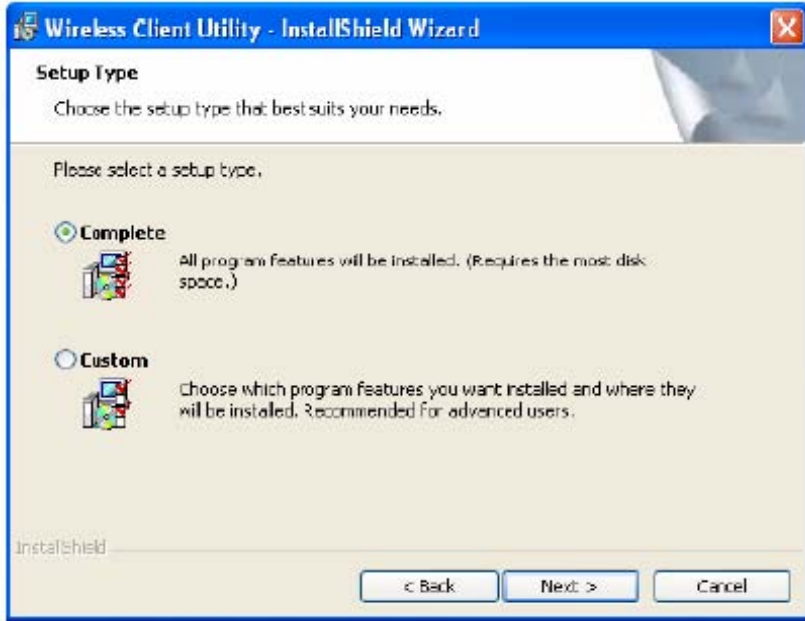 Wireless Client Utility - InstallShield Wizard
Setup Type
Choose the setup type that best suits your needs.
Please select a setup type.
Complete
All program features will be installed. (Requires the most disk
space.)
Custom
Choose which program features you want installed and where they
will be installed. Recommended for advanced users.
InstallShield
< Back
Next >
Cancel